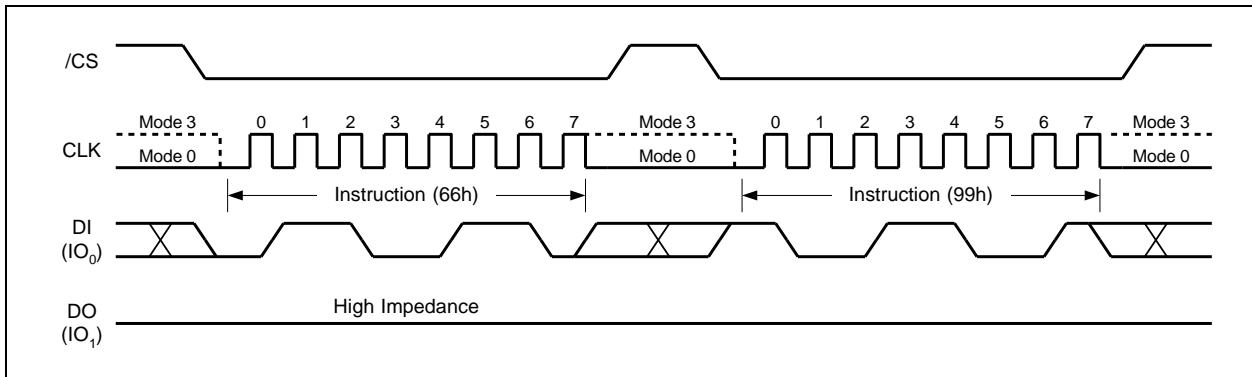 /CS
Mode 3 0 1 2 3 4 5 6 7 Mode 3 0 1 2 3 4 5 6 7 Mode 3
CLK
Mode 0 Mode 0 Mode 0
Instruction (66h) Instruction (99h)
DI
(IO0)
High Impedance
DO
(IO1)